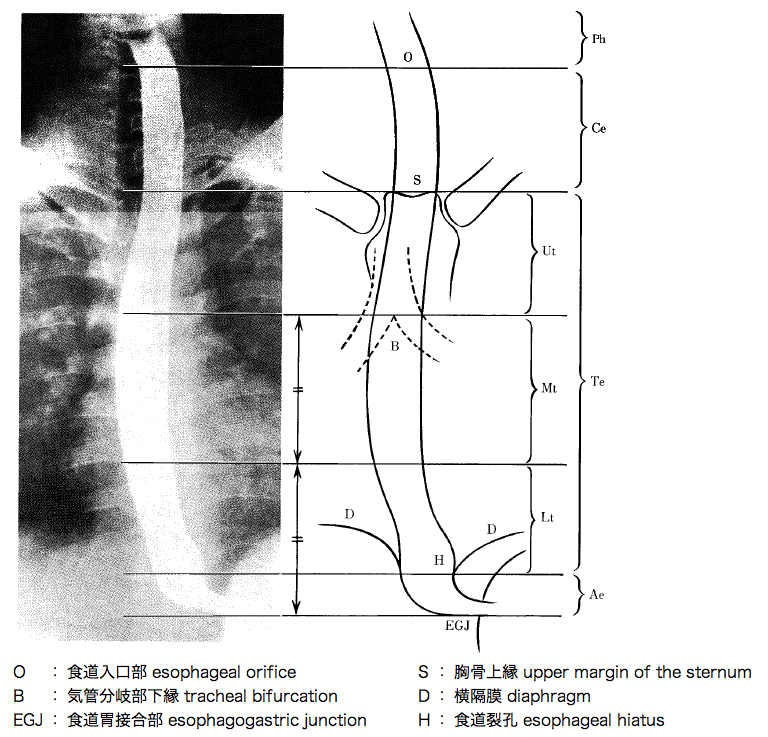 Ph
O
Ce
S
Ut
B
Mt
Te
D
D
Lt
H
Ae
EGJ
O : 食道入口部 esophageal orifice
S : 胸骨上縁 upper margin of the sternum
B : 気管分岐部下縁 tracheal bifurcation
D : 横隔膜 diaphragm
EGJ : 食道胃接合部 esophagogastric junction
H : 食道裂孔 esophageal hiatus